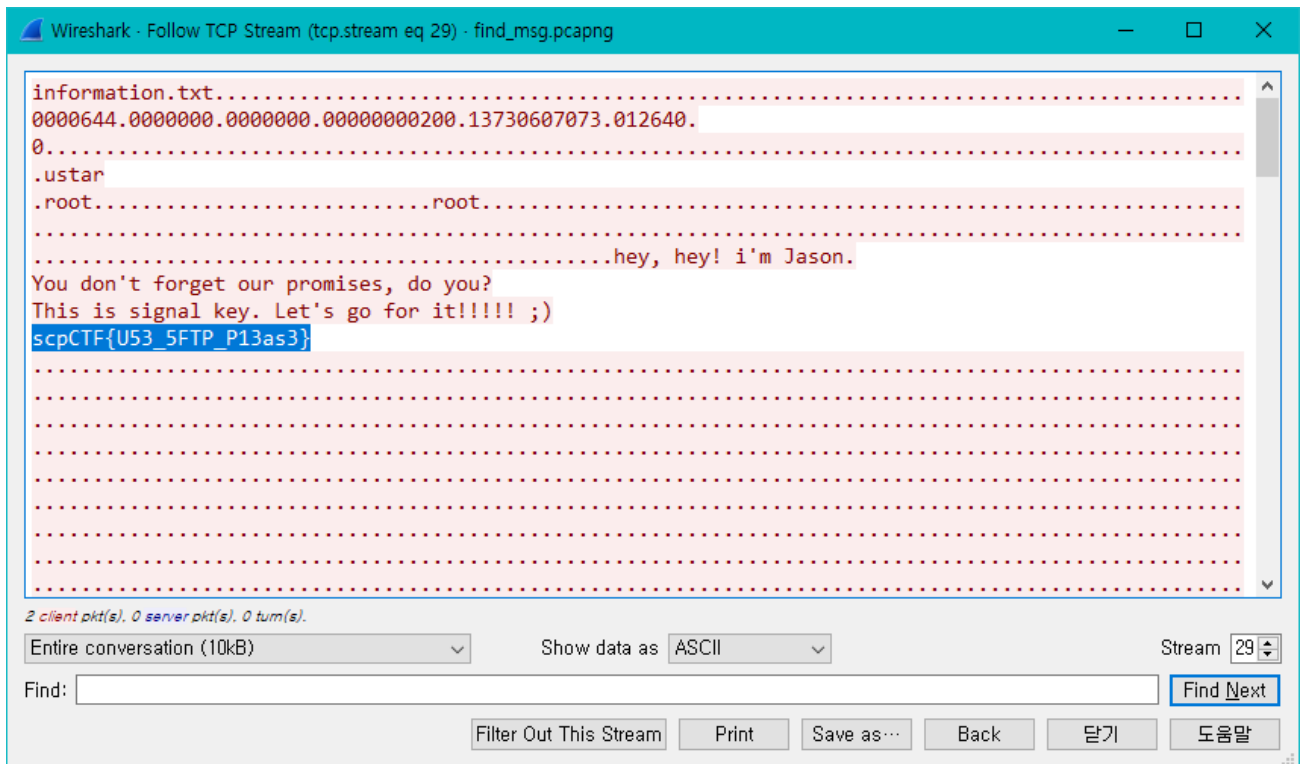 Wireshark · Follow TCP Stream (tcp.stream eq 29) · find_msg.pcapng
information.txt.......................................................................................
0000644.0000000.0000000.00000000200.13730607073.012640.
0.....................................................................................................
.ustar
.root............................root................................................................
......................................................................................................
.................................................hey, hey! i'm Jason.
You don't forget our promises, do you?
This is signal key. Let's go for it!!!!! ;)
scpCTF{U53_5FTP_P13as3}
......................................................................................................
......................................................................................................
......................................................................................................
......................................................................................................
......................................................................................................
......................................................................................................
......................................................................................................
......................................................................................................
......................................................................................................
2 client pkt(s), 0 server pkt(s), 0 turn(s).
Entire conversation (10kB) Show data as ASCII Stream 29
Find: Find Next
Filter Out This Stream Print Save as… Back 닫기 도움말